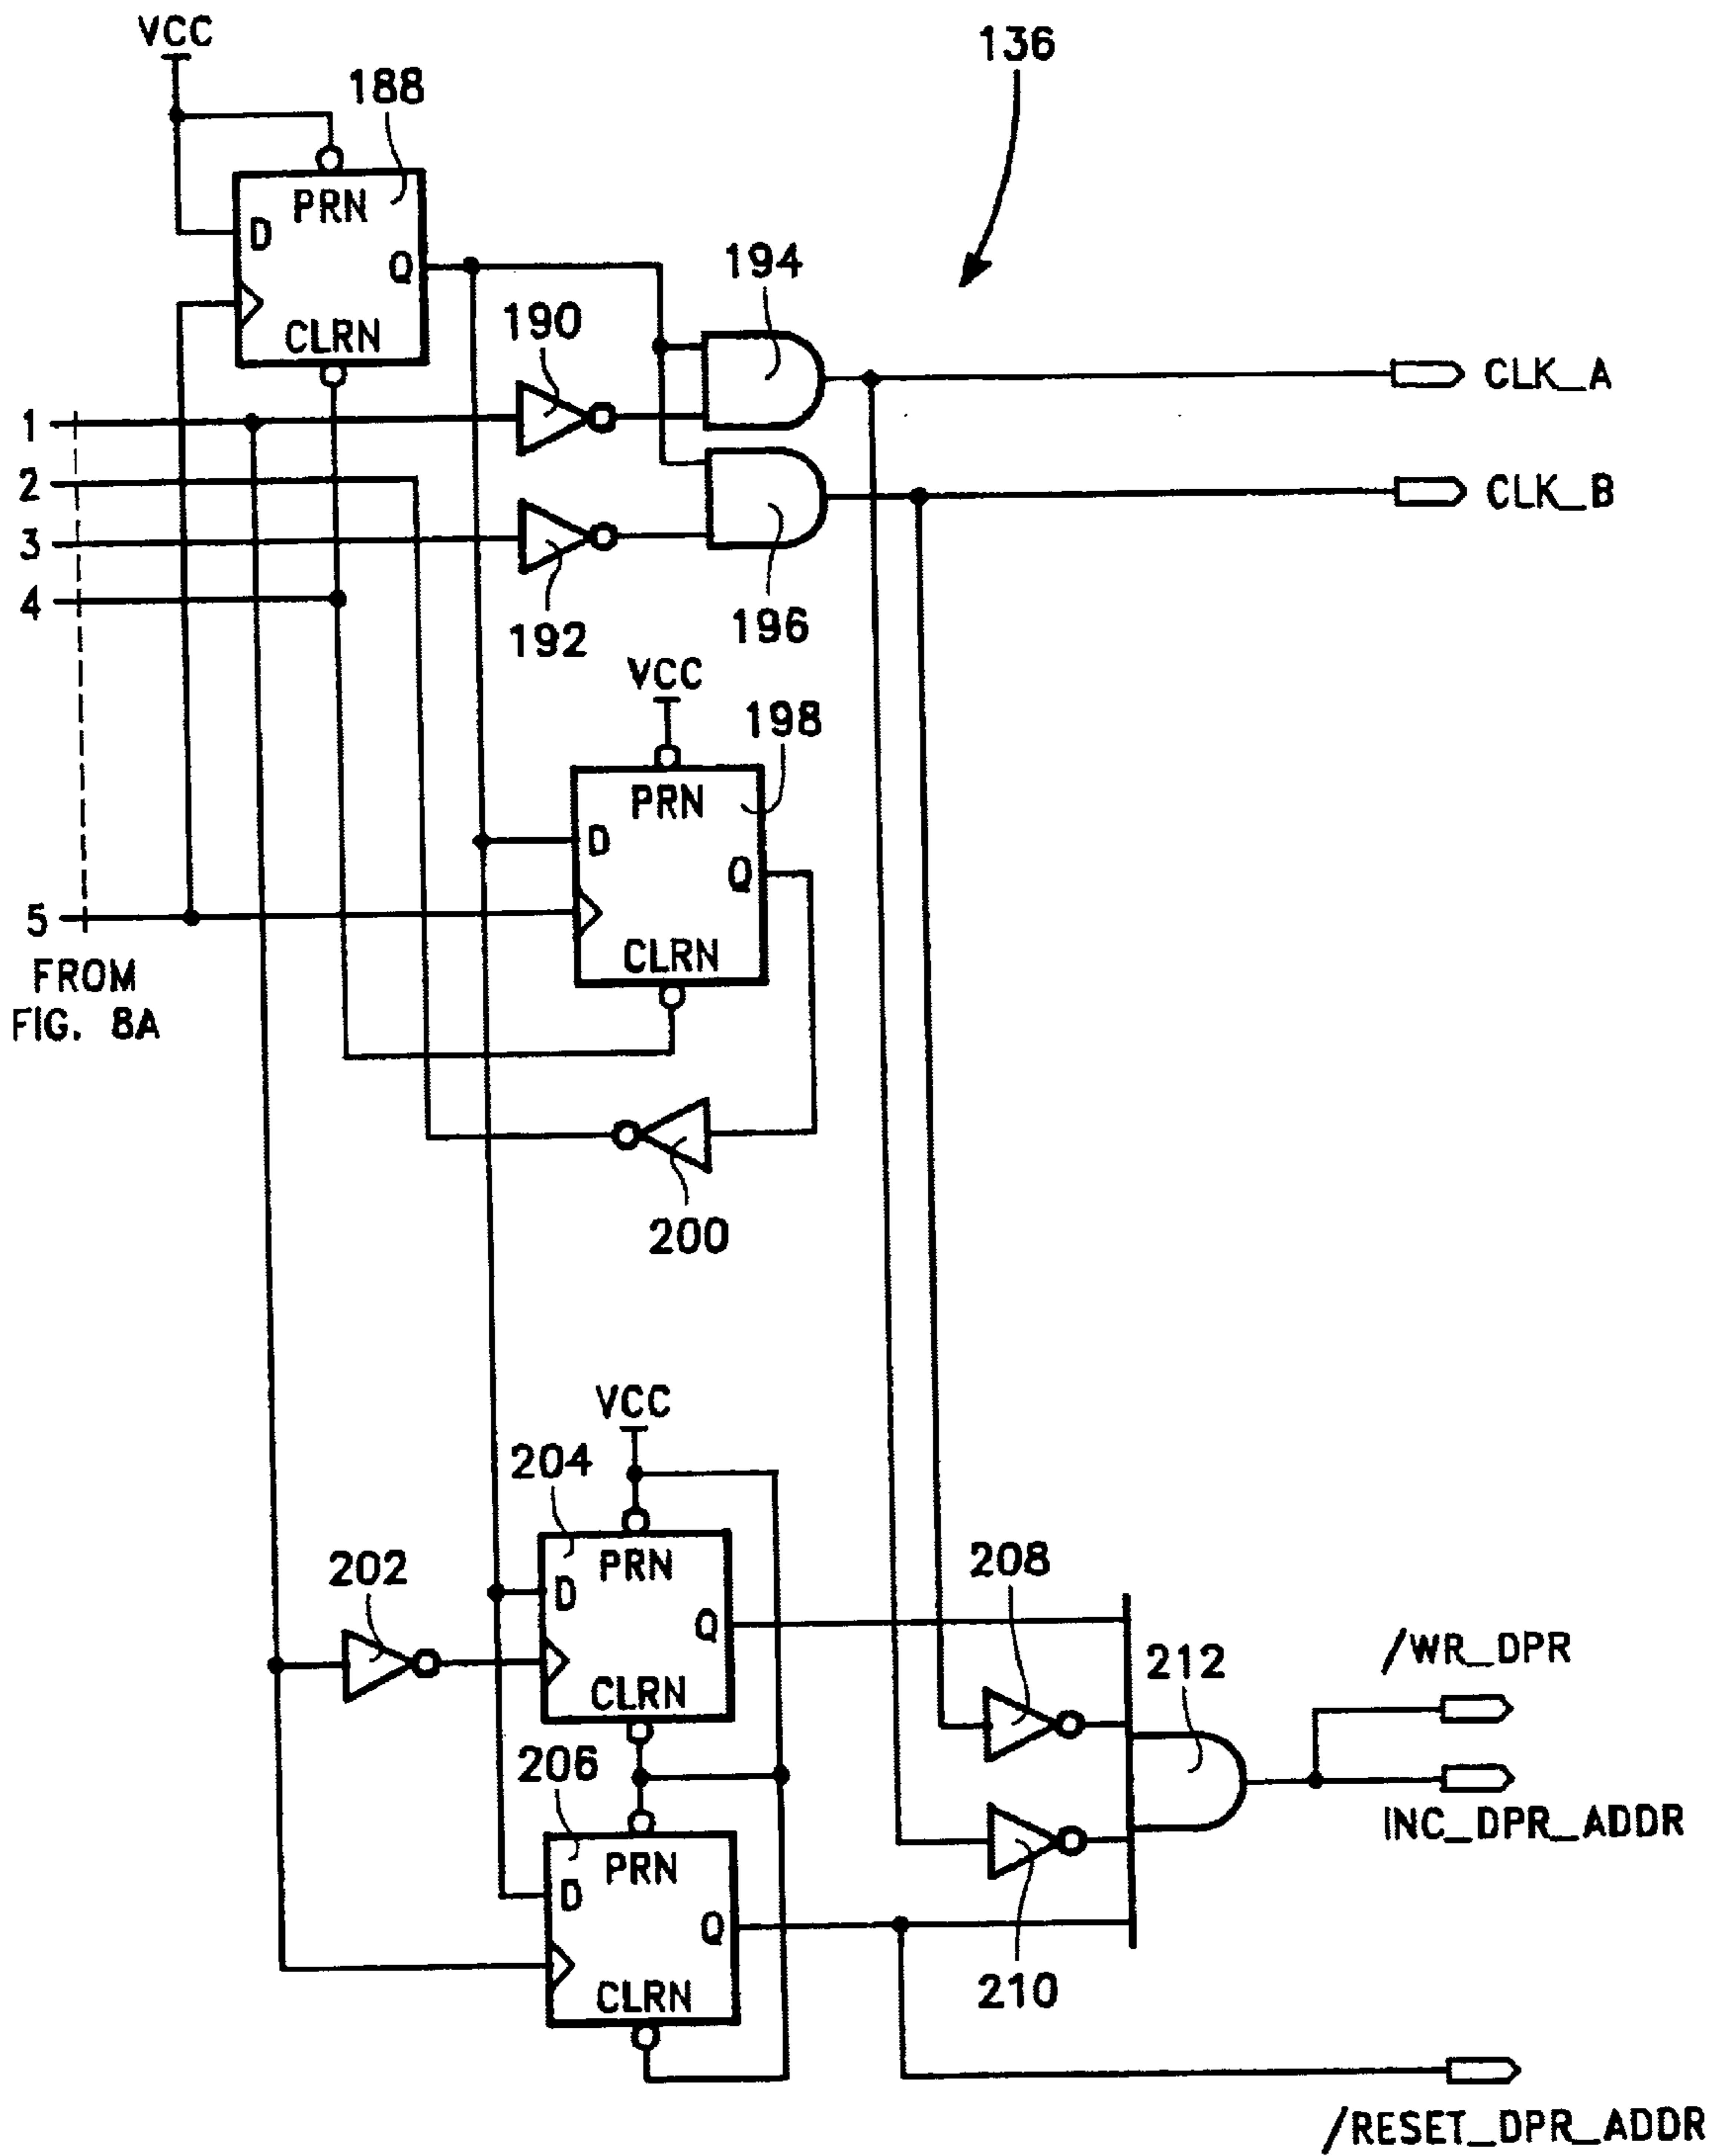 VCC
136
188
PRN
D
Q
CLRN
194
190
CLK_A
1
2
CLK_B
3
4
192
196
VCC
198
PRN
D
Q
5
CLRN
FROM
FIG. 8A
200
VCC
204
PRN
202
D
Q
208
CLRN
/WR_DPR
212
206
INC_DPR_ADDR
PRN
D
Q
CLRN
210
/RESET_DPR_ADDR